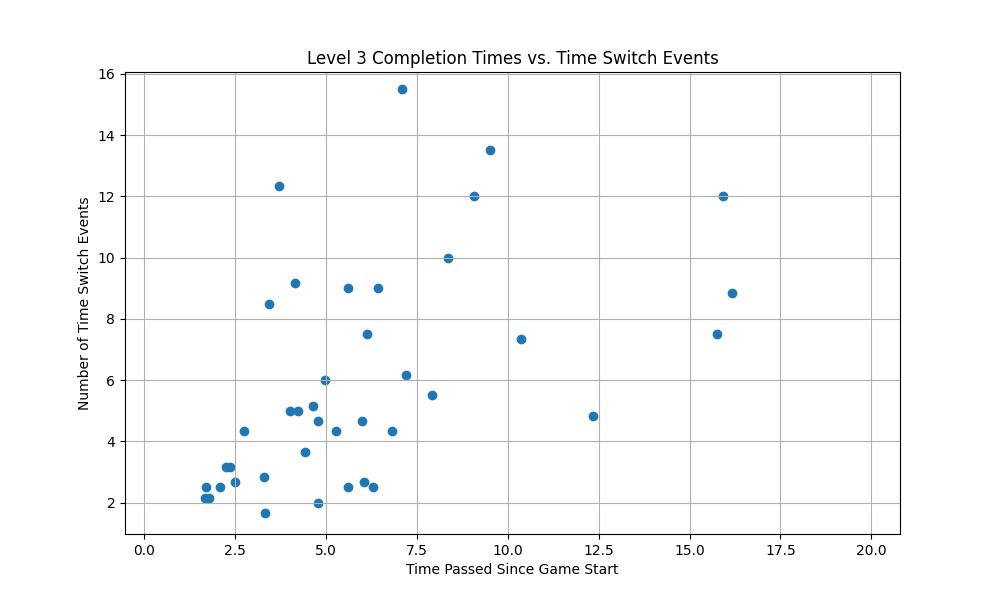 Level 3 Completion Times vs. Time Switch Events
16
14
12
10
8
6
4
2
Number of Time Switch Events
0.0 2.5 5.0 7.5 10.0 12.5 15.0 17.5 20.0
Time Passed Since Game Start